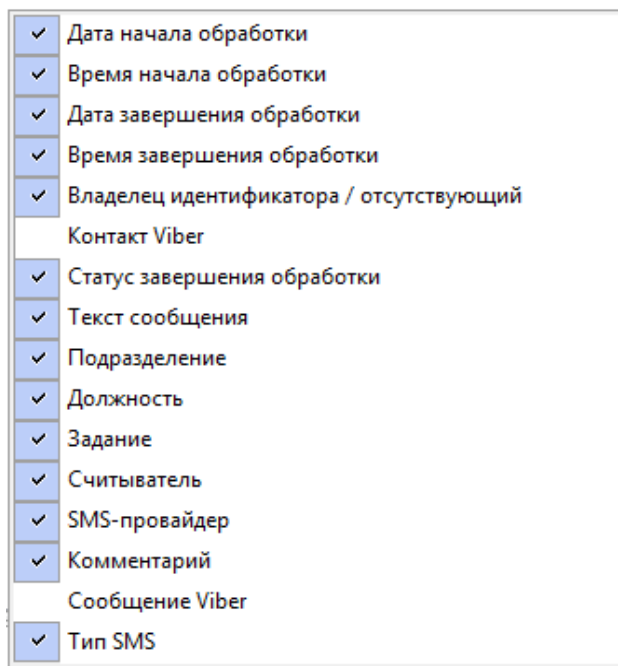 Дата начала обработки
Время начала обработки
Дата завершения обработки
Время завершения обработки
Владелец идентификатора / отсутствующий
Контакт Viber
Статус завершения обработки
Текст сообщения
Подразделение
Должность
Задание
Считыватель
SMS-провайдер
Комментарий
Сообщение Viber
Тип SMS